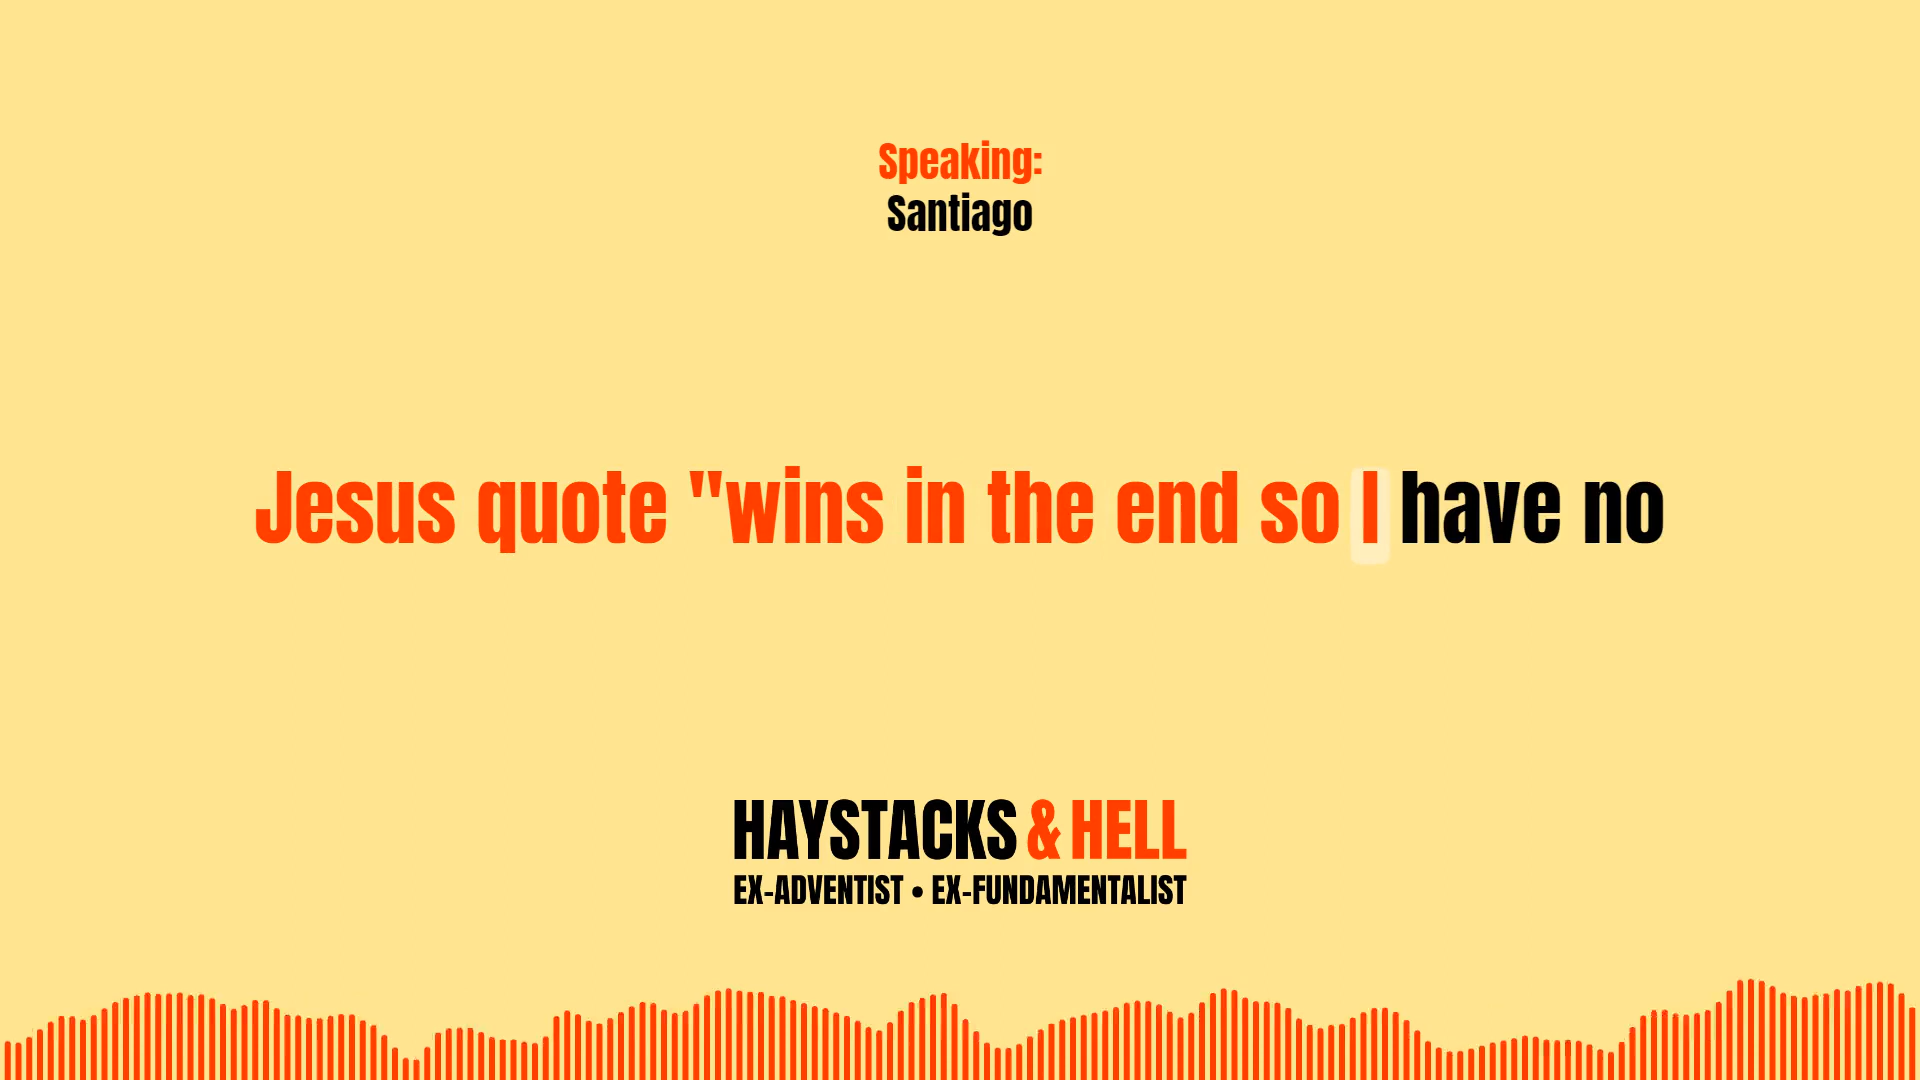 Speaking:
Santiago
Jesus quote "wins in the end so I have no
HAYSTACKS & HELL
EX-ADVENTIST • EX-FUNDAMENTALIST